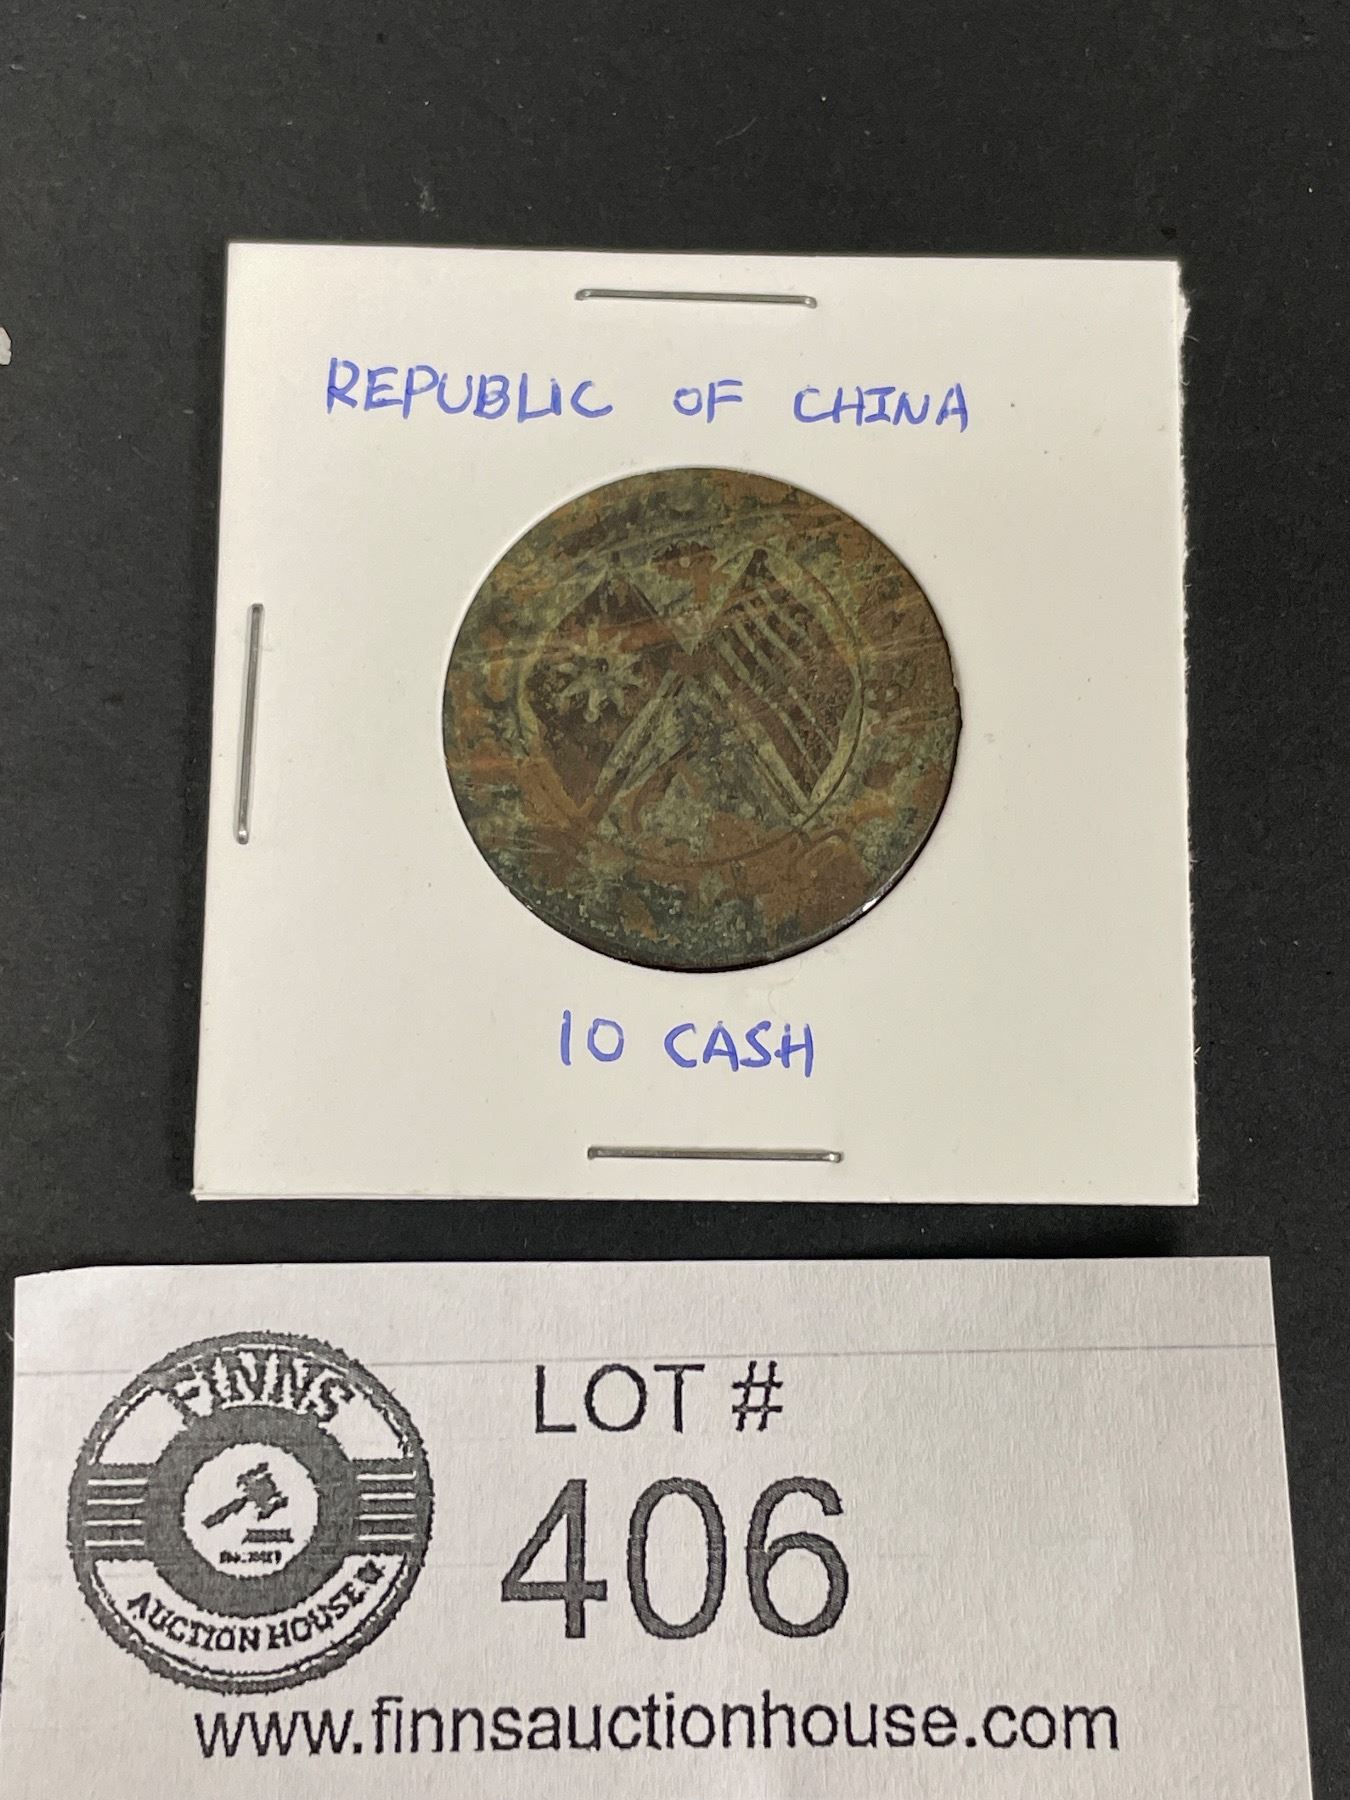 REPUBLIC OF CHINA
10 CASH
FINNS
AUCTION HOUSE
LOT #
406
www.finnsauctionhouse.com